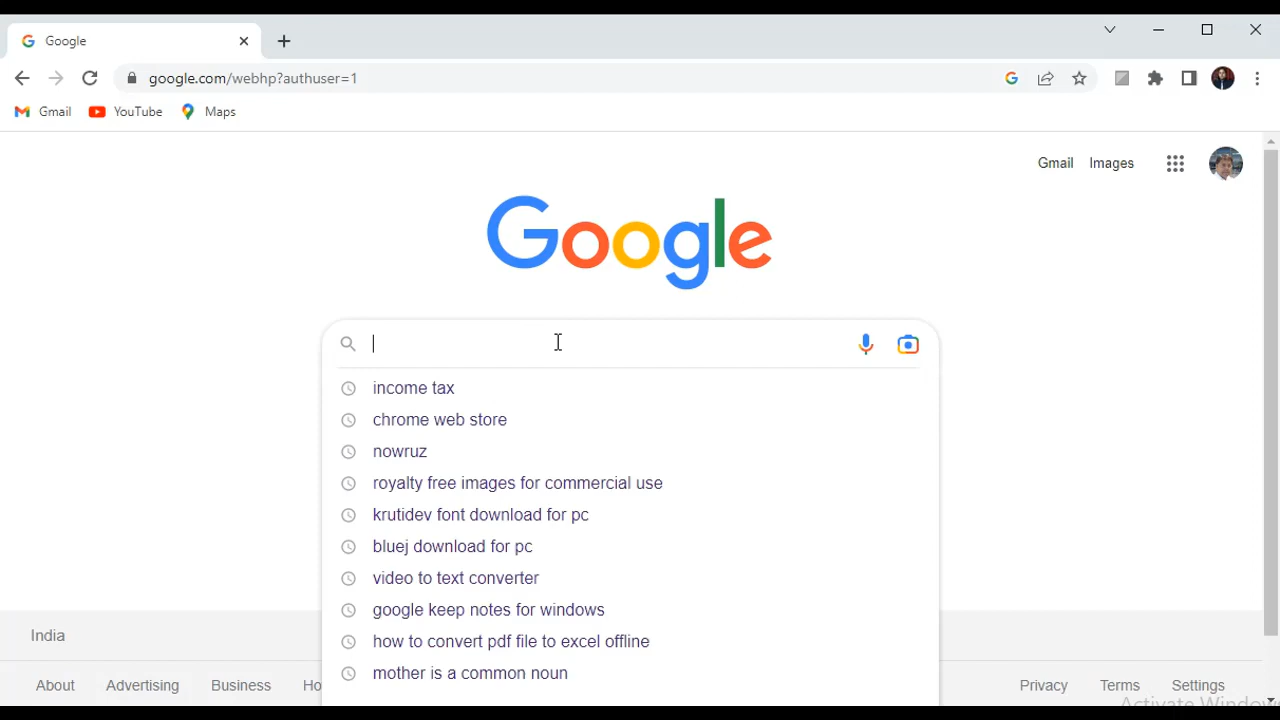 Google
google.com/webhp?authuser=1
Gmail YouTube Maps
Gmail Images
Google
income tax
chrome web store
nowruz
royalty free images for commercial use
krutidev font download for pc
bluej download for pc
video to text converter
google keep notes for windows
how to convert pdf file to excel offline
mother is a common noun
India
About Advertising Business Ho Privacy Terms Settings
Activate Windows